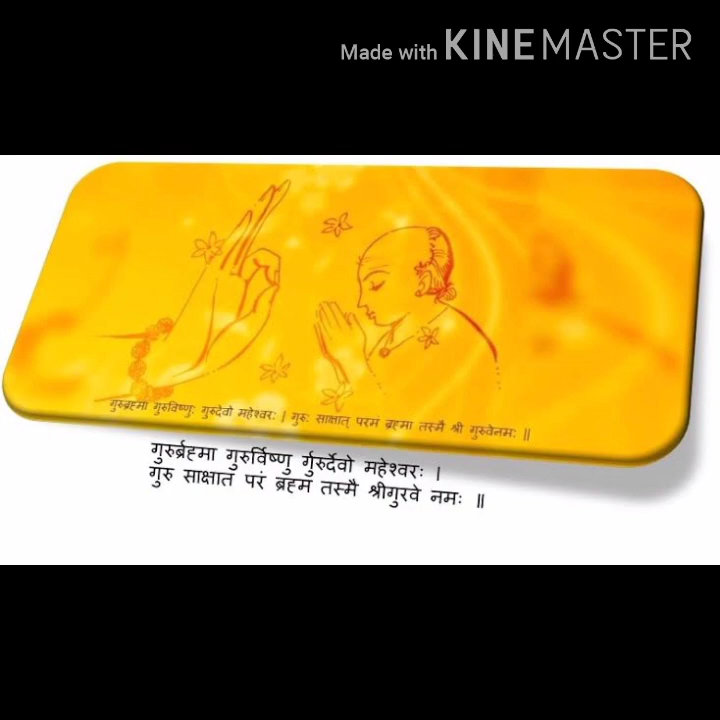 Made with KINEMASTER
गुरुब्रह्मा गुरुविष्णुः गुरुदेवो महेश्वरः | गुरुः साक्षात् परमं ब्रह्मा तस्मै श्री गुरुवेनमः ||
गुरुर्ब्रह्मा गुरुर्विष्णु र्गुरुर्देवो महेश्वरः ।
गुरु साक्षात परं ब्रह्म तस्मै श्रीगुरवे नमः ॥